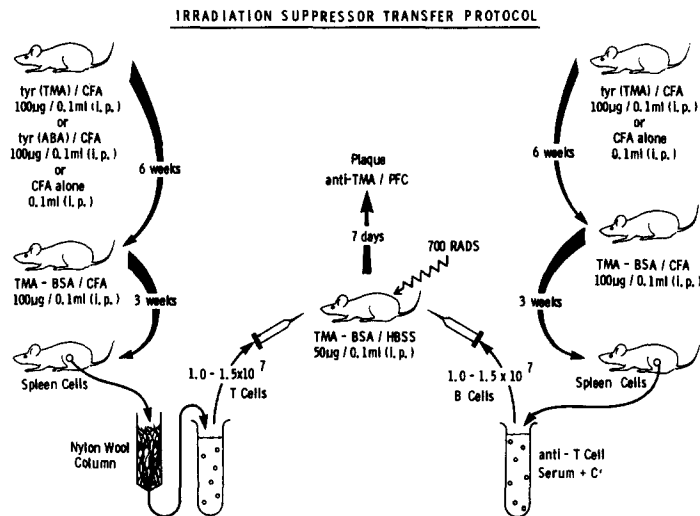 IRRADIATION SUPPRESSOR TRANSFER PROTOCOL
tyr (TMA) / CFA
100µg / 0.1ml (i. p.)
or
tyr (ABA) / CFA
100µg / 0.1ml (i. p.)
or
CFA alone
0.1ml (i. p.)
6 weeks
TMA - BSA / CFA
100µg / 0.1ml (i. p.)
3 weeks
Spleen Cells
Nylon Wool
Column
1.0 - 1.5x10 7
T Cells
Plaque
anti-TMA / PFC
7 days
700 RADS
TMA - BSA / HBSS
50µg / 0.1ml (i. p.)
1.0 - 1.5 x 10 7
B Cells
tyr (TMA) / CFA
100µg / 0.1ml (i. p.)
or
CFA alone
0.1ml (i. p.)
6 weeks
TMA - BSA / CFA
100µg / 0.1ml (i. p.)
3 weeks
Spleen Cells
anti - T Cell
Serum + C'